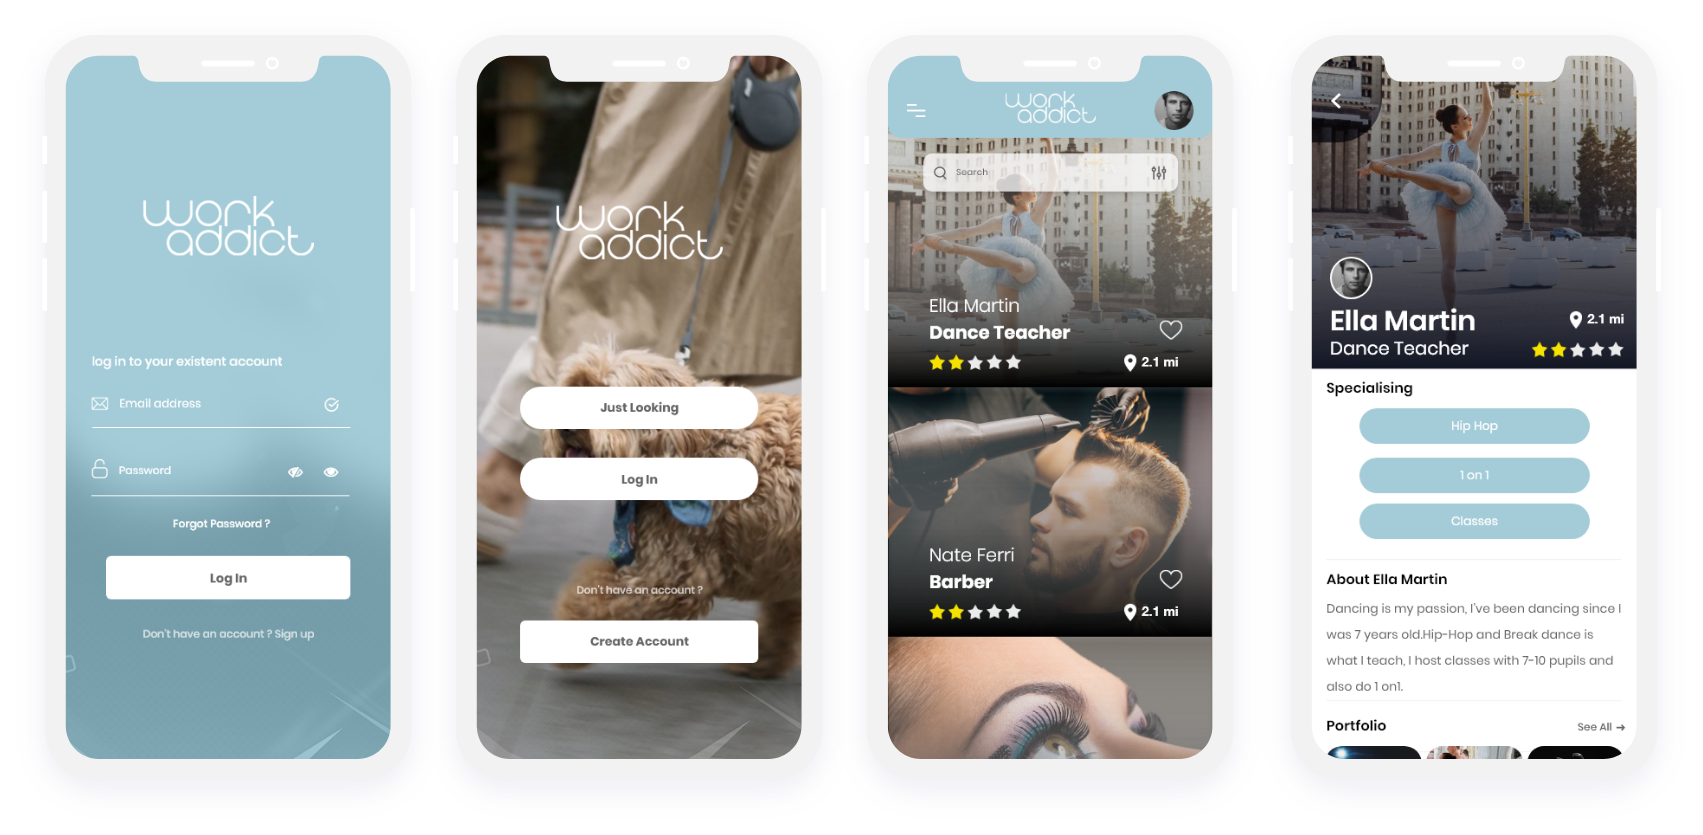 work
addict
log in to your existent account
Email address
Password
Forgot Password ?
Log In
Don't have an account ? Sign up
work
addict
Just Looking
Log In
Don't have an account ?
Create Account
work
addict
Search
Ella Martin
Dance Teacher
2.1 mi
Nate Ferri
Barber
2.1 mi
Ella Martin
2.1 mi
Dance Teacher
Specialising
Hip Hop
1 on 1
Classes
About Ella Martin
Dancing is my passion, I've been dancing since I
was 7 years old.Hip-Hop and Break dance is
what I teach, I host classes with 7-10 pupils and
also do 1 on1.
Portfolio
See All →